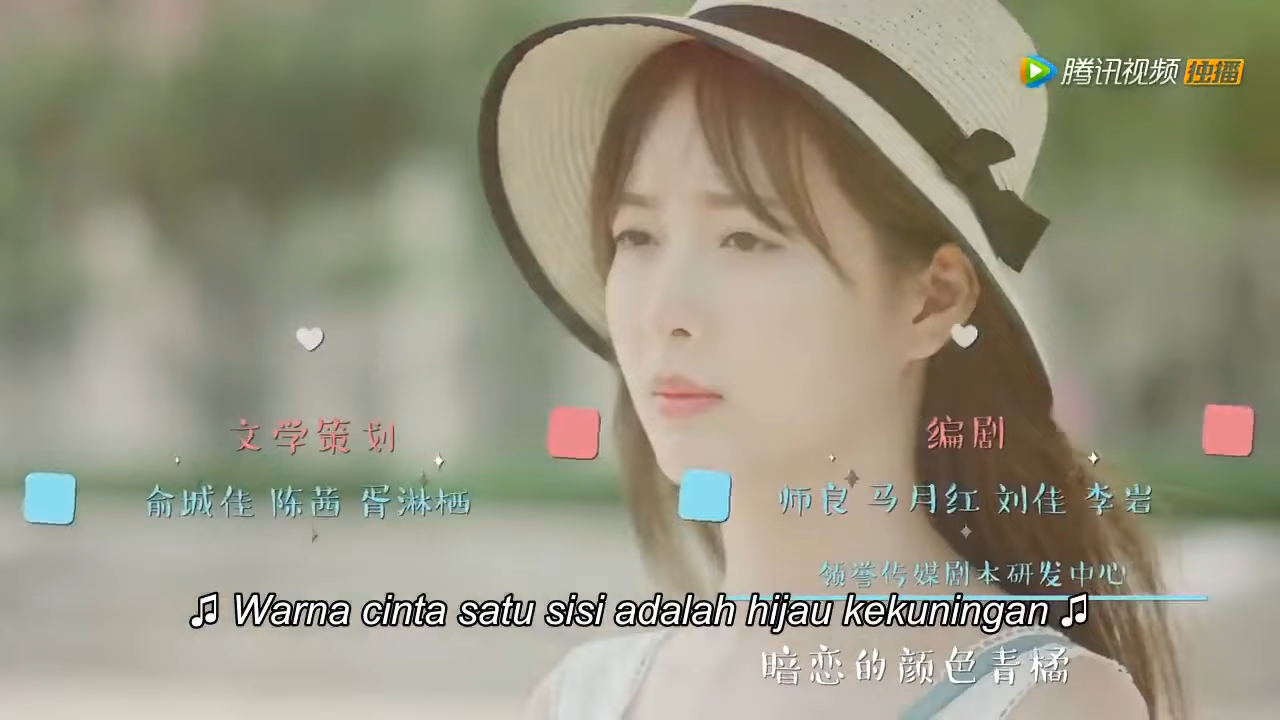 腾讯视频 独播
文学策划
俞城佳 陈茜 胥淋栖
编剧
师良 马月红 刘佳 李岩
领誉传媒剧本研发中心
♫ Warna cinta satu sisi adalah hijau kekuningan ♫
暗恋的颜色青橘